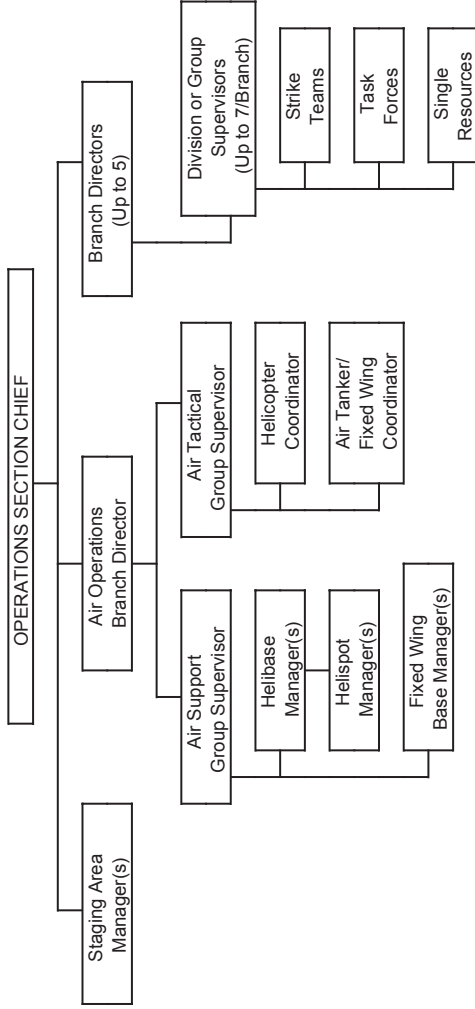 OPERATIONS SECTION CHIEF
Staging Area
Manager(s)
Air Operations
Branch Director
Branch Directors
(Up to 5)
Air Support
Group Supervisor
Helibase
Manager(s)
Helispot
Manager(s)
Fixed Wing
Base Manager(s)
Air Tactical
Group Supervisor
Helicopter
Coordinator
Air Tanker/
Fixed Wing
Coordinator
Division or Group
Supervisors
(Up to 7/Branch)
Strike
Teams
Task
Forces
Single
Resources